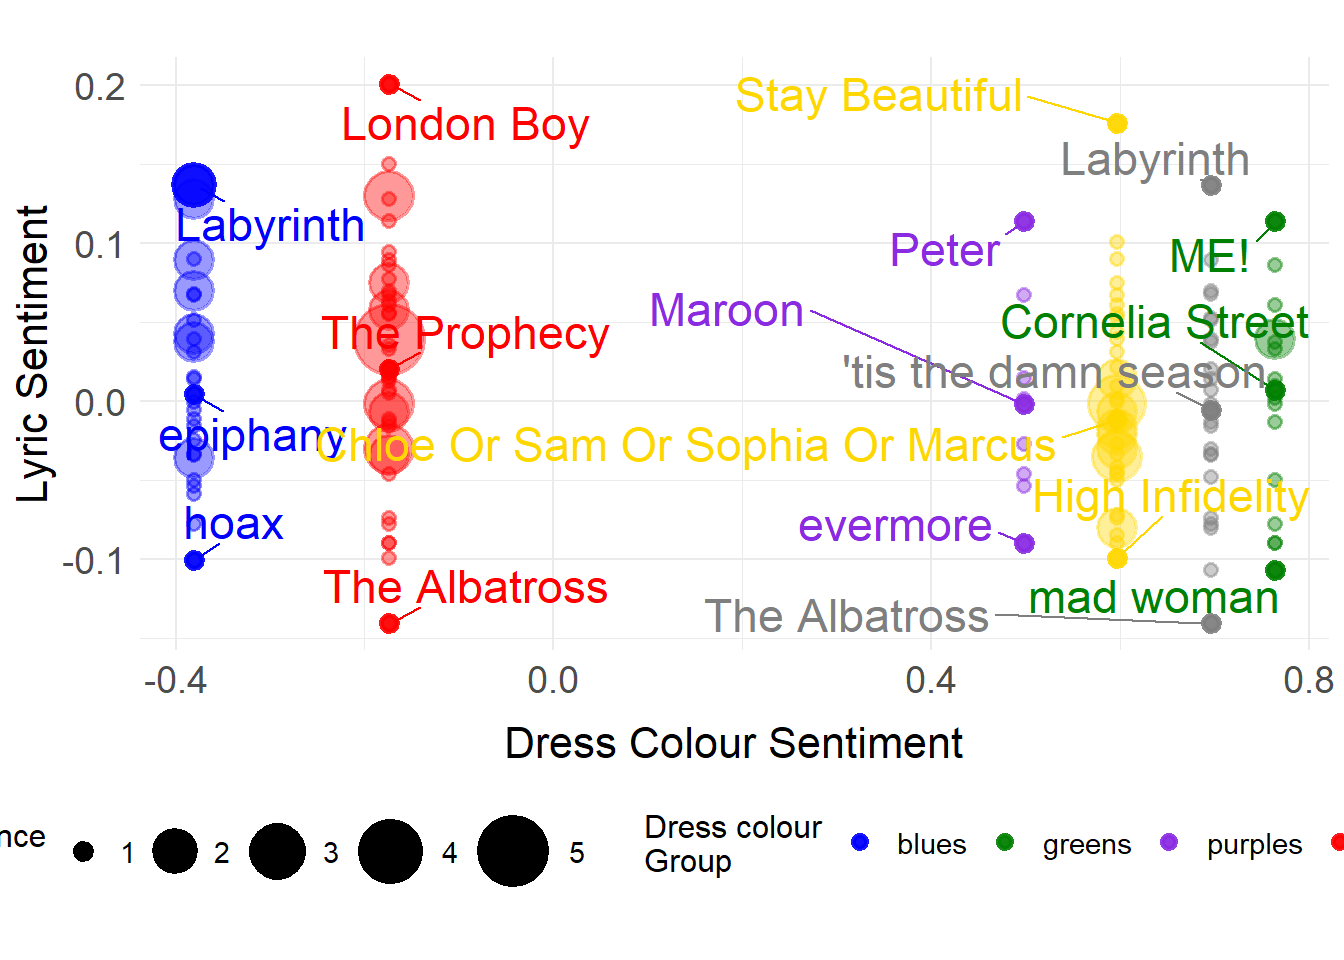 0.2
0.1
0.0
-0.1
Lyric Sentiment
Stay Beautiful
London Boy
Labyrinth
Labyrinth
Peter
ME!
Maroon
Cornelia Street
The Prophecy
'tis the damn season
epiphany
Chloe Or Sam Or Sophia Or Marcus
High Infidelity
hoax
evermore
The Albatross
mad woman
The Albatross
-0.4
0.0
0.4
0.8
Dress Colour Sentiment
nce
1
2
3
4
5
Dress colour
Group
blues
greens
purples